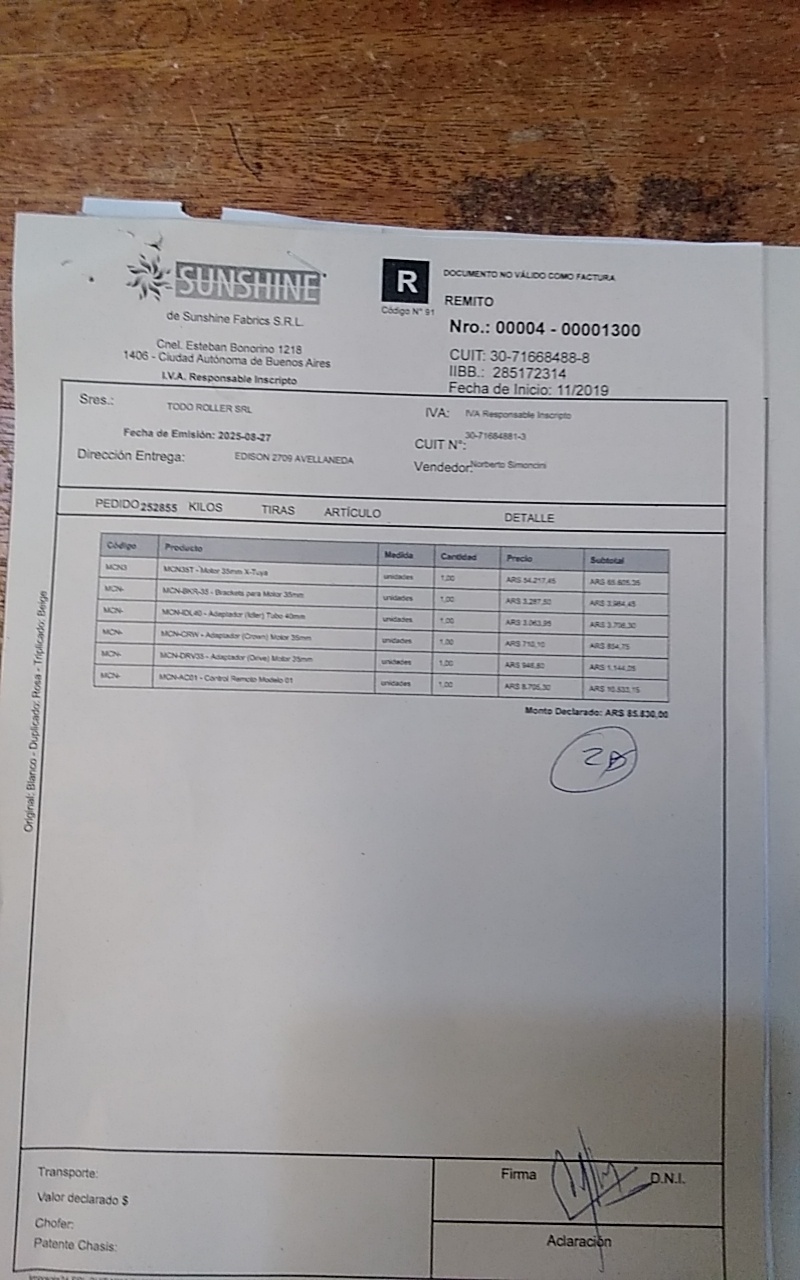 SUNSHINE
de Sunshine Fabrics S.R.L.
Cnel. Esteban Bonorino 1218
1406 - Ciudad Autónoma de Buenos Aires
I.V.A. Responsable Inscripto
R
Código N° 91
DOCUMENTO NO VÁLIDO COMO FACTURA
REMITO
Nro.: 00004 - 00001300
CUIT: 30-71668488-8
IIBB.: 285172314
Fecha de Inicio: 11/2019
Sres.: TODO ROLLER SRL
IVA: IVA Responsable Inscripto
Fecha de Emisión: 2025-08-27
CUIT N°: 30-71684881-3
Dirección Entrega: EDISON 2709 AVELLANEDA
Vendedor: Norberto Simoncini
PEDIDO 252855 KILOS TIRAS ARTÍCULO DETALLE
Código Producto Medida Cantidad Precio Subtotal
MCN3 MCN35T - Motor 35mm X-Tuya unidades 1,00 ARS 54.217,45 ARS 65.605,35
MCN- MCN-BKR-35 - Brackets para Motor 35mm unidades 1,00 ARS 3.287,50 ARS 3.984,45
MCN- MCN-IDL40 - Adaptador (Idler) Tubo 40mm unidades 1,00 ARS 3.063,95 ARS 3.706,30
MCN- MCN-CRW - Adaptador (Crown) Motor 35mm unidades 1,00 ARS 710,10 ARS 854,75
MCN- MCN-DRV35 - Adaptador (Drive) Motor 35mm unidades 1,00 ARS 946,80 ARS 1.144,05
MCN- MCN-AC01 - Control Remoto Modelo 01 unidades 1,00 ARS 8.705,30 ARS 10.533,15
Monto Declarado: ARS 85.830,00
Original: Blanco - Duplicado: Rosa - Triplicado: Beige
Transporte:
Valor declarado $
Chofer:
Patente Chasis:
Firma D.N.I.
Aclaración